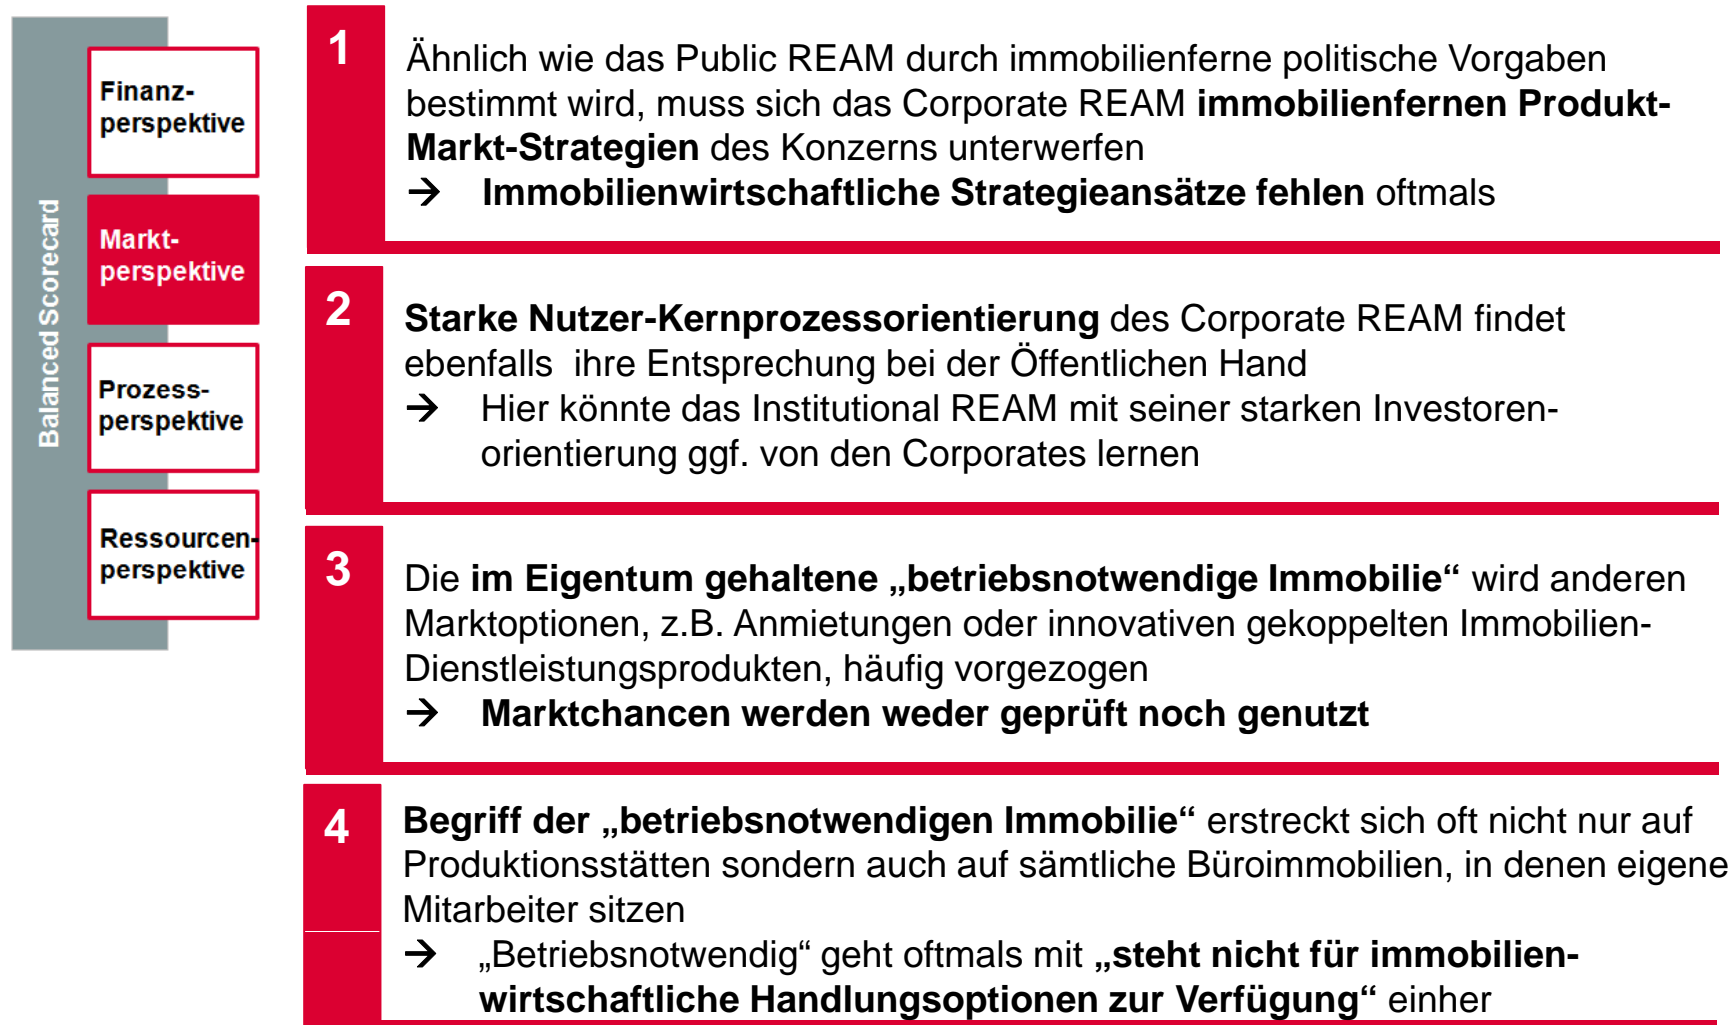 Balanced Scorecard
Finanz-
perspektive
Markt-
perspektive
Prozess-
perspektive
Ressourcen-
perspektive
1
Ähnlich wie das Public REAM durch immobilienferne politische Vorgaben
bestimmt wird, muss sich das Corporate REAM immobilienfernen Produkt-
Markt-Strategien des Konzerns unterwerfen
→ Immobilienwirtschaftliche Strategieansätze fehlen oftmals
2
Starke Nutzer-Kernprozessorientierung des Corporate REAM findet
ebenfalls  ihre Entsprechung bei der Öffentlichen Hand
→ Hier könnte das Institutional REAM mit seiner starken Investoren-
orientierung ggf. von den Corporates lernen
3
Die im Eigentum gehaltene „betriebsnotwendige Immobilie“ wird anderen
Marktoptionen, z.B. Anmietungen oder innovativen gekoppelten Immobilien-
Dienstleistungsprodukten, häufig vorgezogen
→ Marktchancen werden weder geprüft noch genutzt
4
Begriff der „betriebsnotwendigen Immobilie“ erstreckt sich oft nicht nur auf
Produktionsstätten sondern auch auf sämtliche Büroimmobilien, in denen eigene
Mitarbeiter sitzen
→ „Betriebsnotwendig“ geht oftmals mit „steht nicht für immobilien-
wirtschaftliche Handlungsoptionen zur Verfügung“ einher